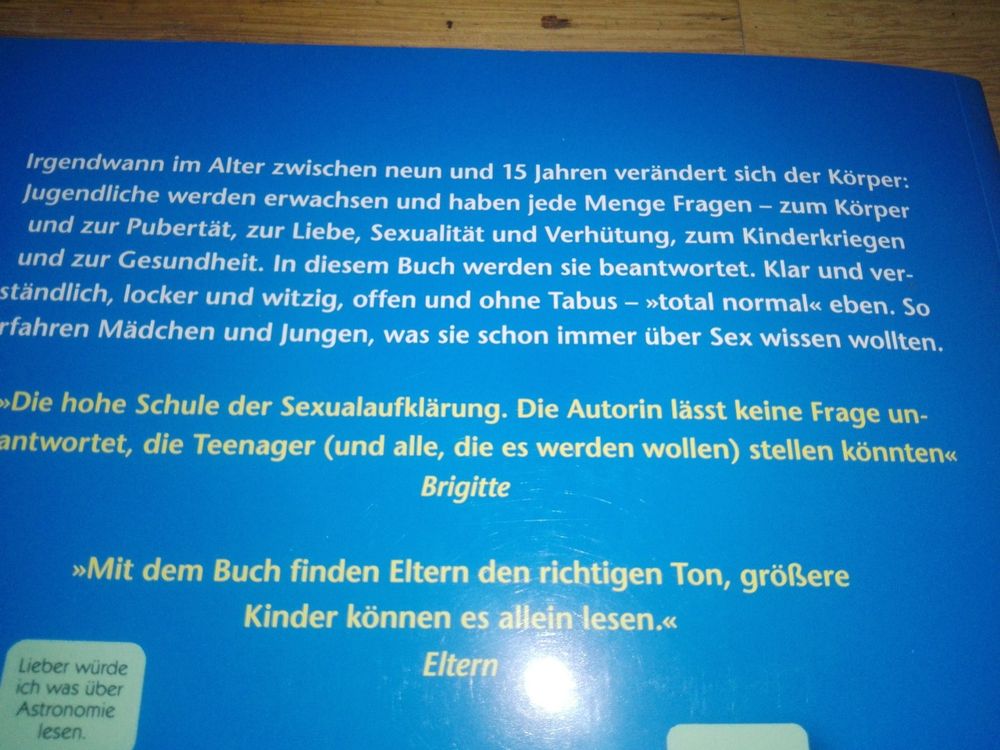 Irgendwann im Alter zwischen neun und 15 Jahren verändert sich der Körper:
Jugendliche werden erwachsen und haben jede Menge Fragen – zum Körper
und zur Pubertät, zur Liebe, Sexualität und Verhütung, zum Kinderkriegen
und zur Gesundheit. In diesem Buch werden sie beantwortet. Klar und ver-
ständlich, locker und witzig, offen und ohne Tabus – »total normal« eben. So
rfahren Mädchen und Jungen, was sie schon immer über Sex wissen wollten.
»Die hohe Schule der Sexualaufklärung. Die Autorin lässt keine Frage un-
antwortet, die Teenager (und alle, die es werden wollen) stellen könnten«
Brigitte
»Mit dem Buch finden Eltern den richtigen Ton, größere
Kinder können es allein lesen.«
Eltern
Lieber würde
ich was über
Astronomie
lesen.